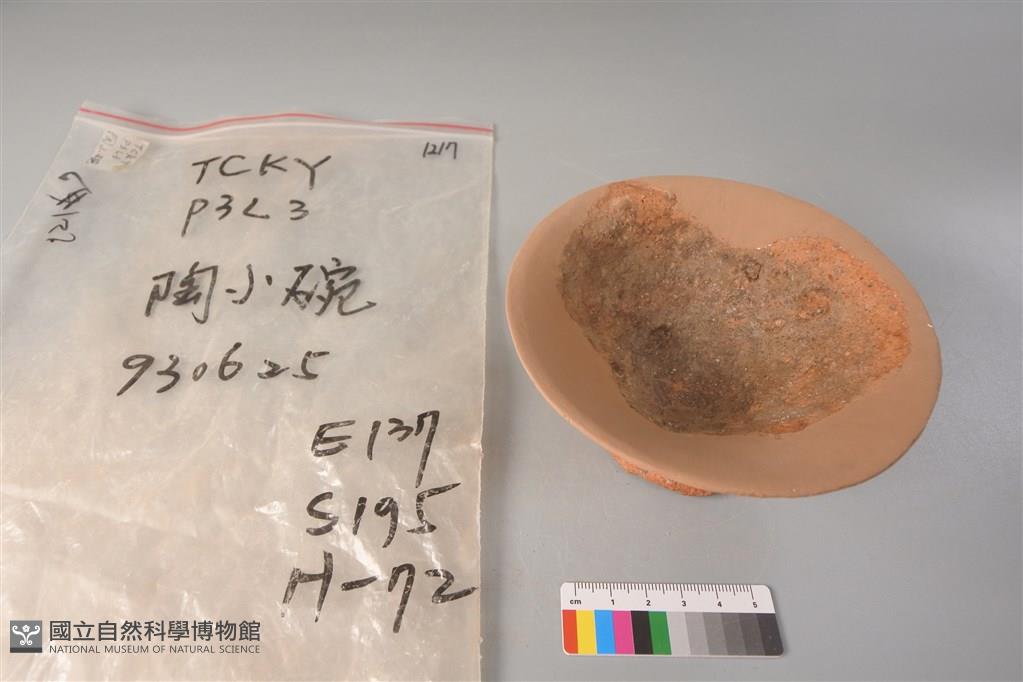 1217
TCKY
P3L3
陶小碗
930625
E137
S195
H-72
cm 1 2 3 4 5
國立自然科學博物館
NATIONAL MUSEUM OF NATURAL SCIENCE